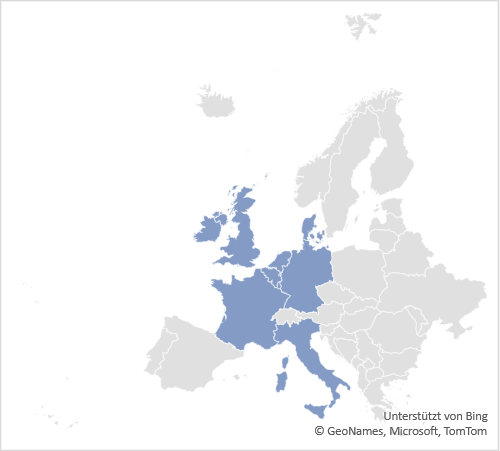 Unterstützt von Bing
© GeoNames, Microsoft, TomTom